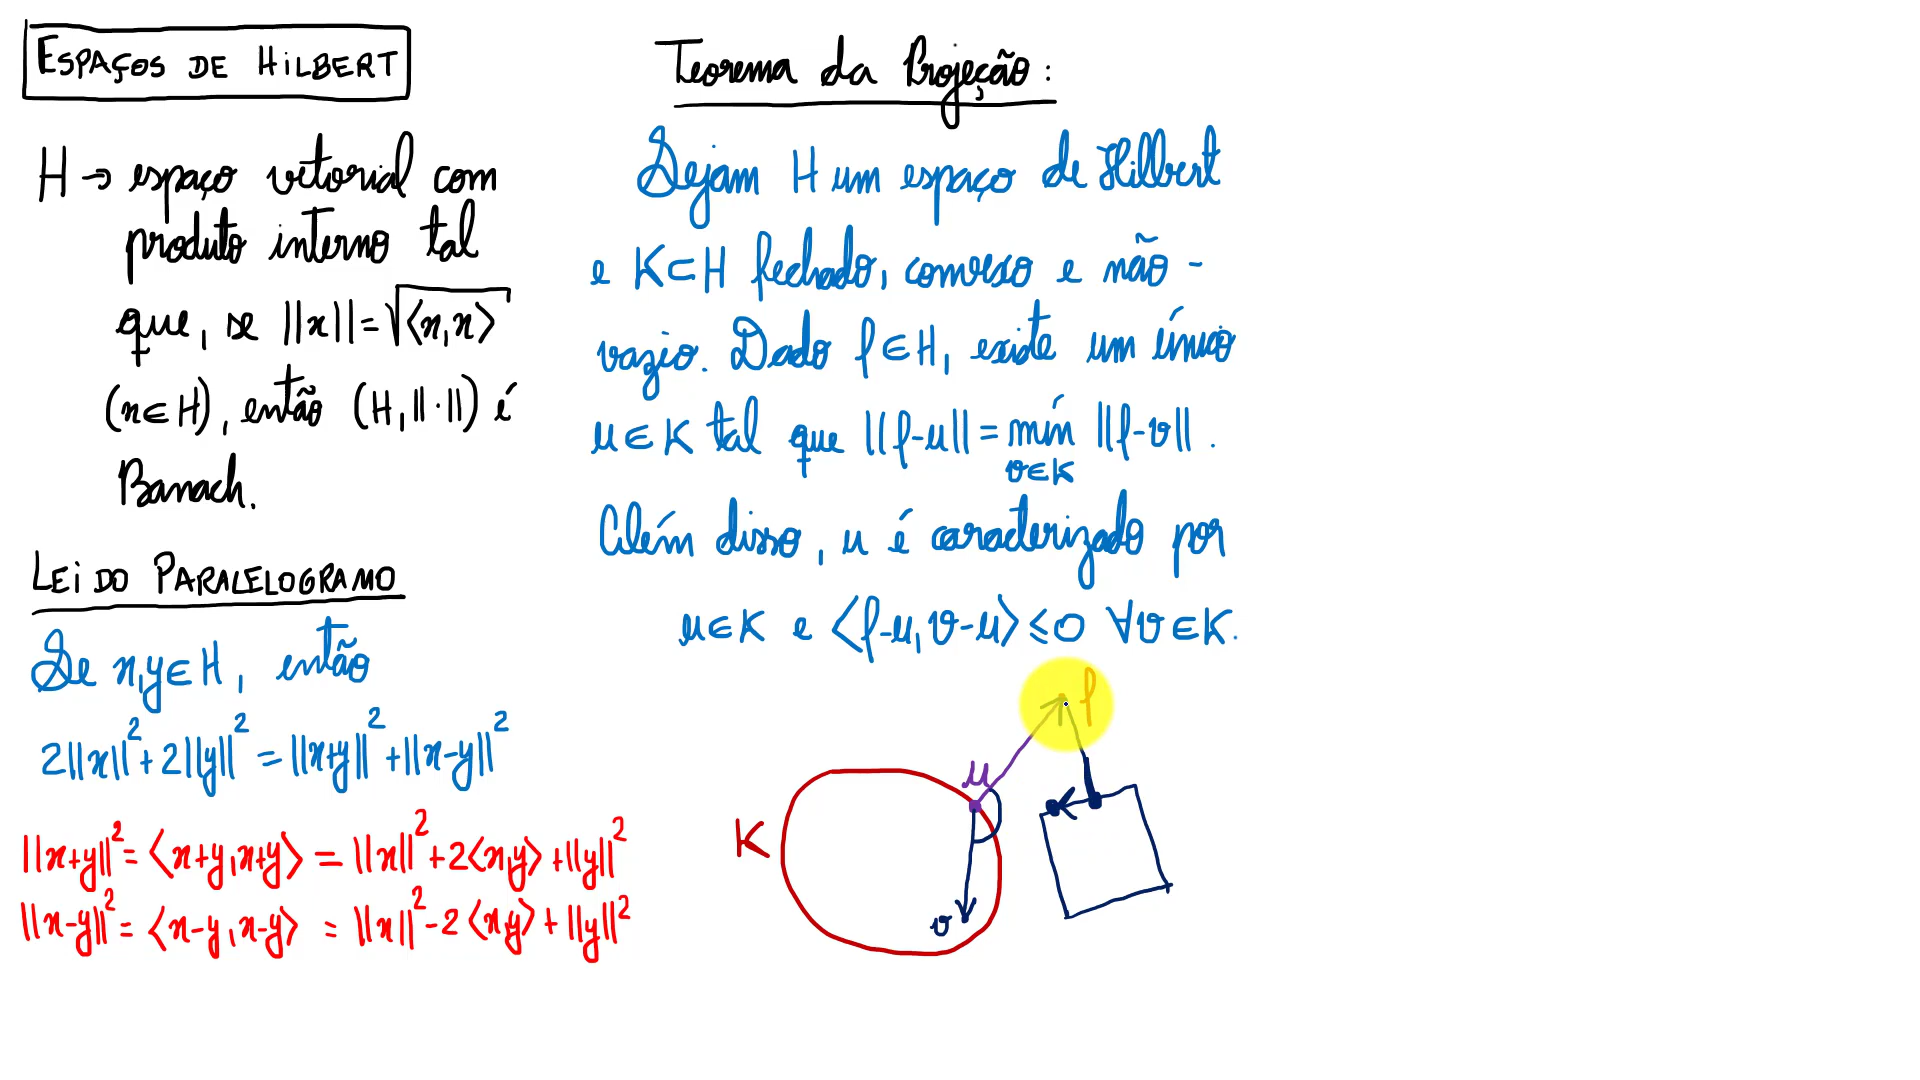 ESPAÇOS DE HILBERT
H → espaço vetorial com
produto interno tal
que, se ||x|| = √⟨x,x⟩
(x ∈ H), então (H, ||·||) é
Banach.
LEI DO PARALELOGRAMO
Se x,y ∈ H, então
2||x||² + 2||y||² = ||x+y||² + ||x-y||²
||x+y||² = ⟨x+y, x+y⟩ = ||x||² + 2⟨x,y⟩ + ||y||²
||x-y||² = ⟨x-y, x-y⟩ = ||x||² - 2⟨x,y⟩ + ||y||²
Teorema da Projeção:
Sejam H um espaço de Hilbert
e K ⊂ H fechado, convexo e não-
vazio. Dado f ∈ H, existe um único
u ∈ K tal que ||f-u|| = mín ||f-v||.
v ∈ K
Além disso, u é caracterizado por
u ∈ K e ⟨f-u, v-u⟩ ≤ 0 ∀v ∈ K.
f
u
K
v